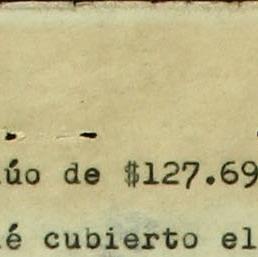 úo de $127.69
é cubierto el